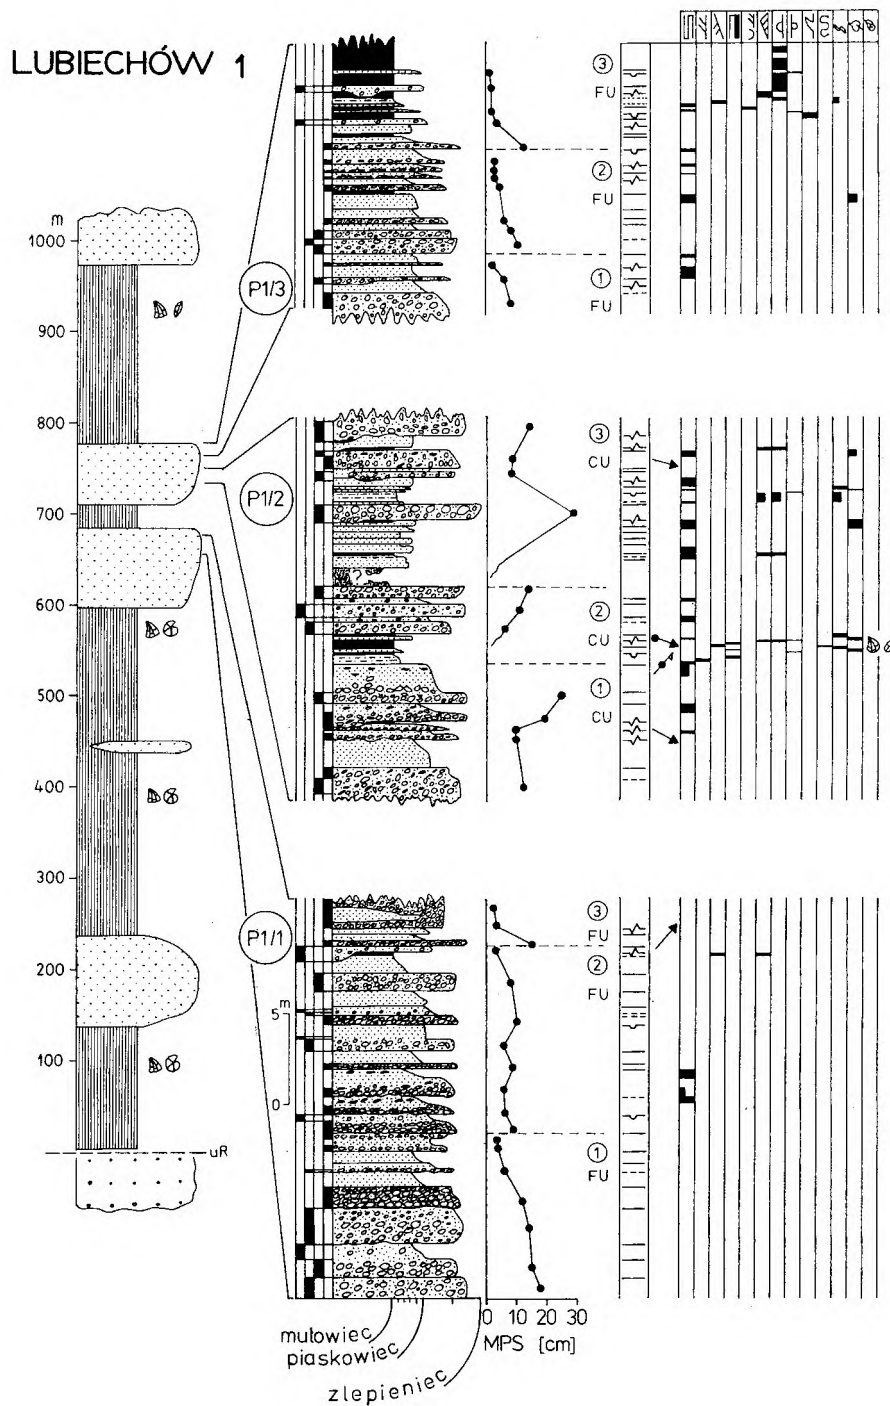 LUBIECHÓW 1
m
1000
900
800
700
600
500
400
300
200
100
uR
P1/3
P1/2
P1/1
5 m
0
3
FU
2
FU
1
FU
3
CU
2
CU
1
CU
3
FU
2
FU
1
FU
?
0 10 20 30
MPS [cm]
mułowiec
piaskowiec
zlepieniec